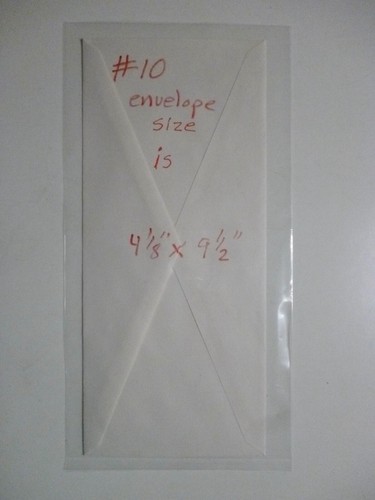 #10
envelope
size
is
4 1/8" x 9 1/2"